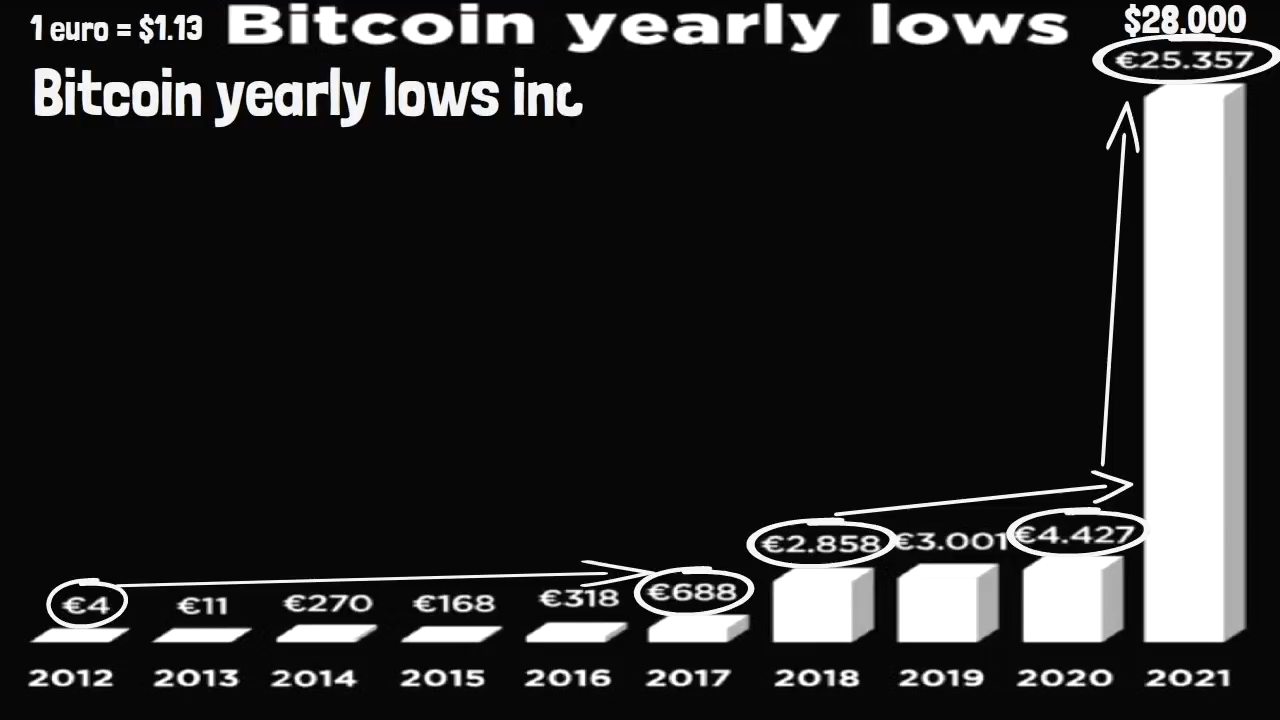 1 euro = $1.13 Bitcoin yearly lows $28,000
€25.357
Bitcoin yearly lows inc
€2.858 €3.001 €4.427
€4 €11 €270 €168 €318 €688
2012 2013 2014 2015 2016 2017 2018 2019 2020 2021